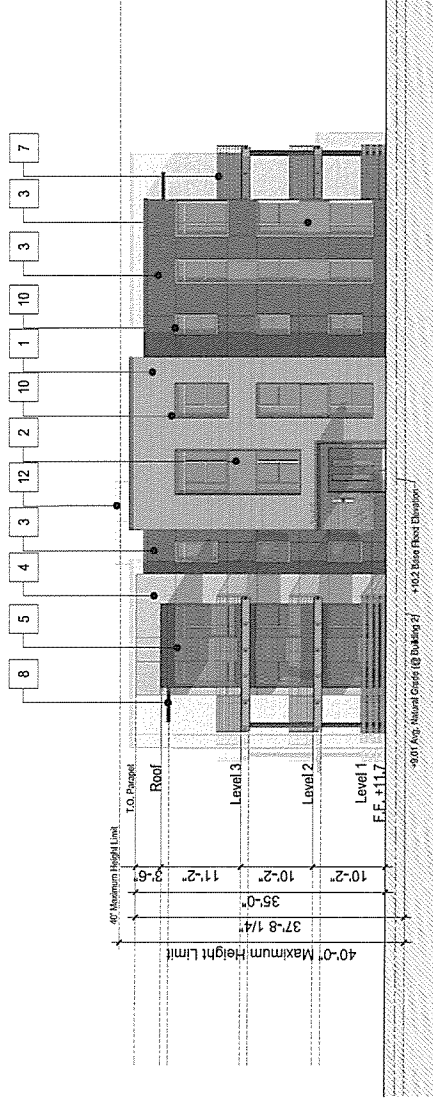 8
5
4
3
12
2
10
1
10
3
3
7
40' Maximum Height Limit
T.O. Parapet
Roof
Level 3
Level 2
Level 1
F.F. +11.7
3'-6"
11'-2"
10'-2"
10'-2"
35'-0"
37'-8 1/4"
40'-0" Maximum Height Limit
+9.01 Avg. Natural Grade (@ Building 2)
+10.2 Base Flood Elevation